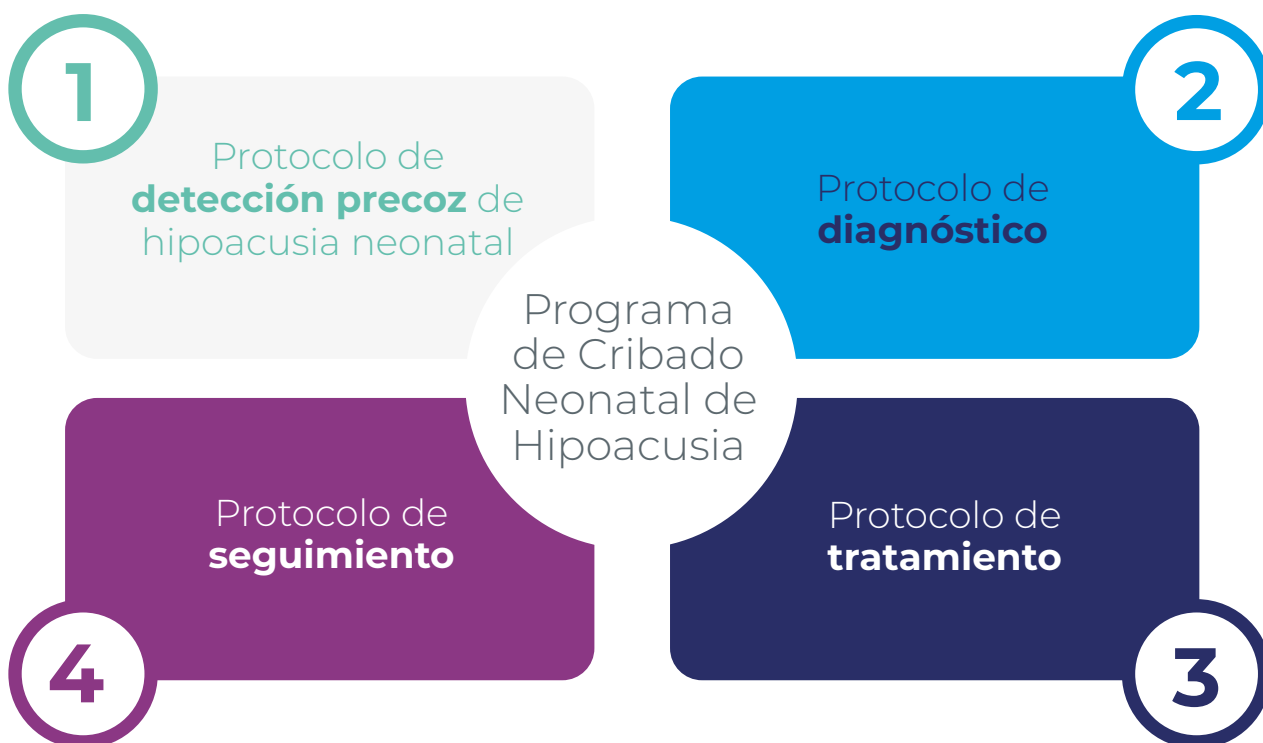 1
Protocolo de
detección precoz de
hipoacusia neonatal
2
Protocolo de
diagnóstico
Programa
de Cribado
Neonatal de
Hipoacusia
3
Protocolo de
tratamiento
4
Protocolo de
seguimiento